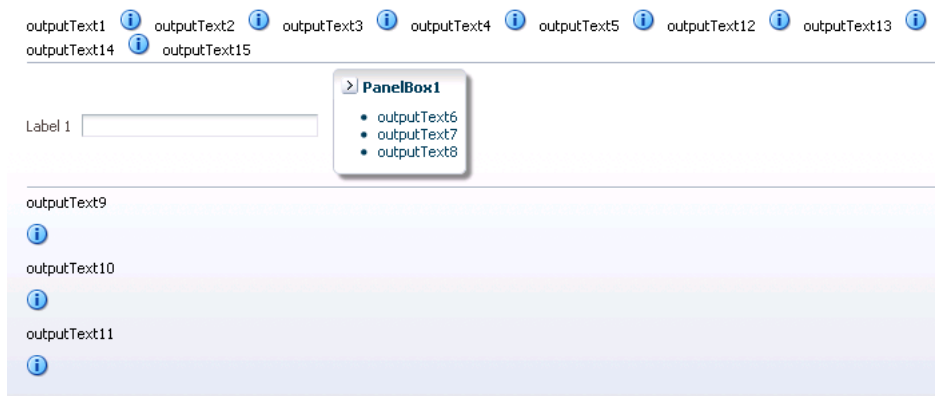 outputText1 outputText2 outputText3 outputText4 outputText5 outputText12 outputText13
outputText14 outputText15
Label 1
PanelBox1
• outputText6
• outputText7
• outputText8
outputText9
outputText10
outputText11